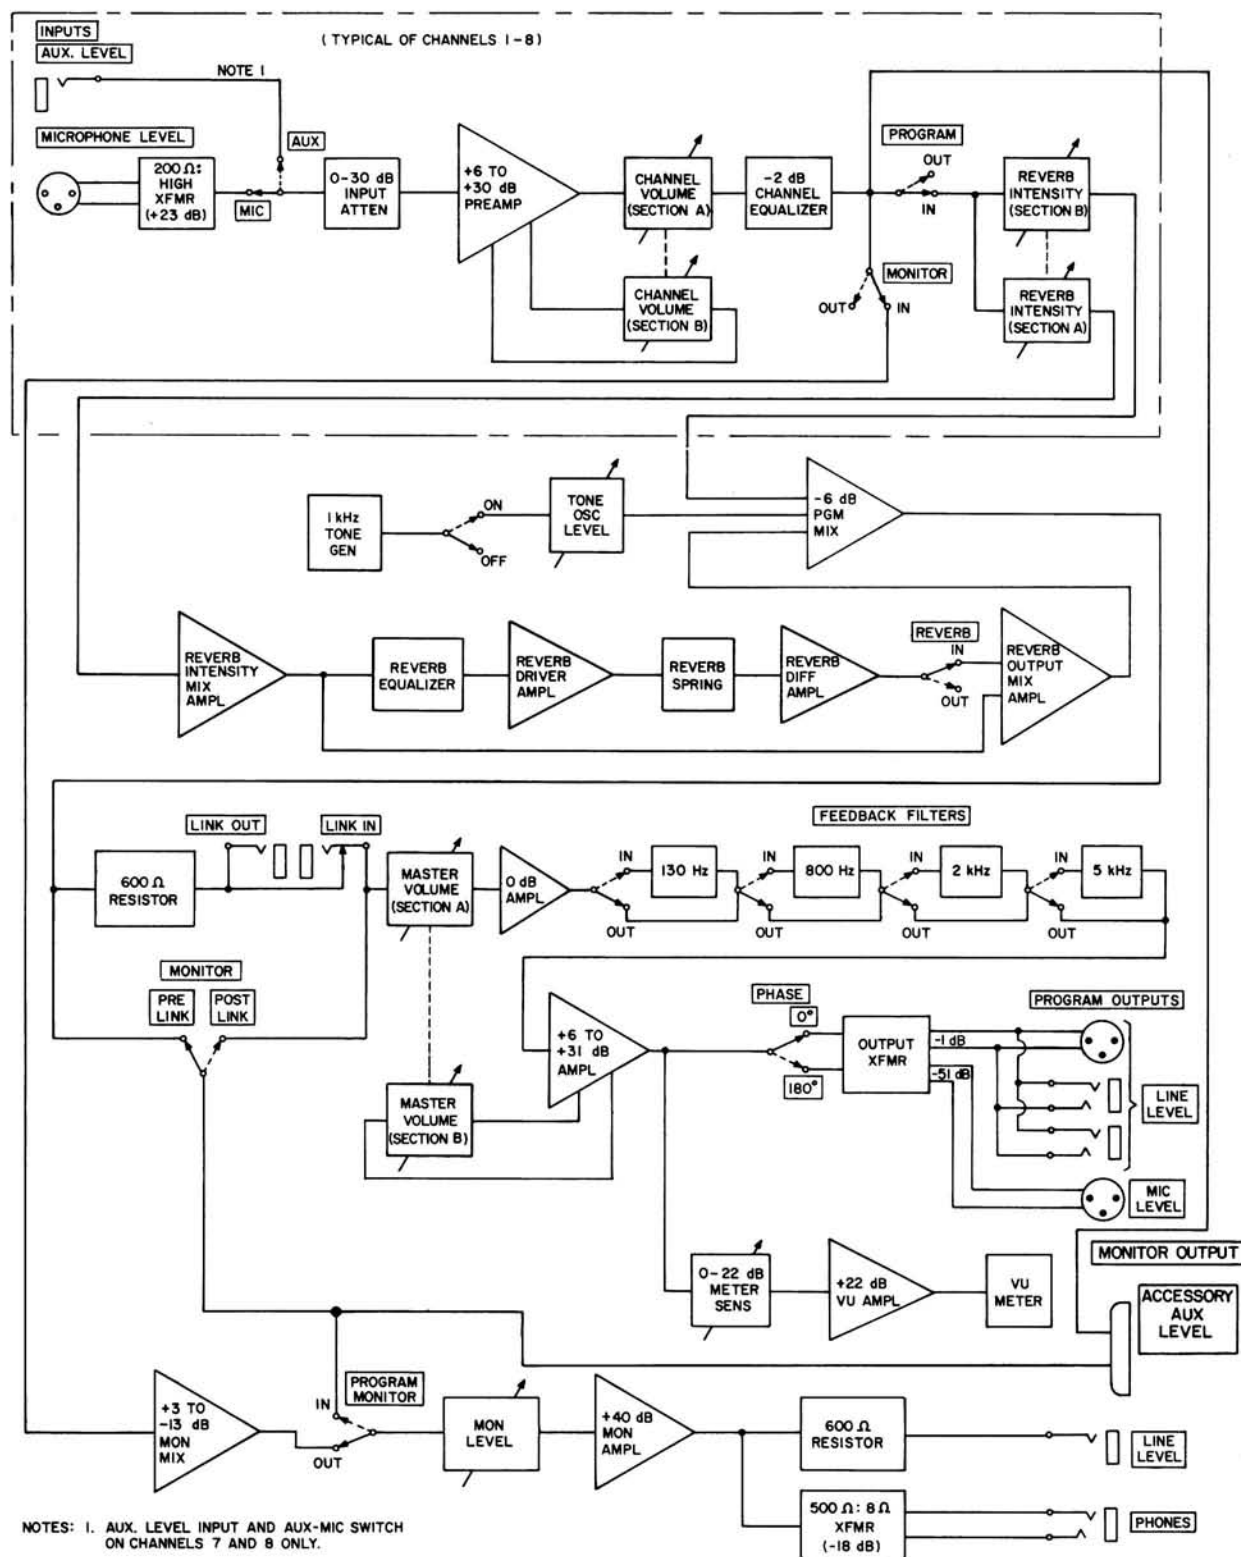 INPUTS
(TYPICAL OF CHANNELS 1-8)
AUX. LEVEL
NOTE 1
MICROPHONE LEVEL
AUX
200 Ω:
HIGH
XFMR
(+23 dB)
MIC
0-30 dB
INPUT
ATTEN
+6 TO
+30 dB
PREAMP
CHANNEL
VOLUME
(SECTION A)
-2 dB
CHANNEL
EQUALIZER
PROGRAM
OUT
IN
REVERB
INTENSITY
(SECTION B)
CHANNEL
VOLUME
(SECTION B)
MONITOR
OUT
IN
REVERB
INTENSITY
(SECTION A)
1 kHz
TONE
GEN
ON
OFF
TONE
OSC
LEVEL
-6 dB
PGM
MIX
REVERB
INTENSITY
MIX
AMPL
REVERB
EQUALIZER
REVERB
DRIVER
AMPL
REVERB
SPRING
REVERB
DIFF
AMPL
REVERB
IN
OUT
REVERB
OUTPUT
MIX
AMPL
LINK OUT
LINK IN
FEEDBACK FILTERS
600 Ω
RESISTOR
MASTER
VOLUME
(SECTION A)
0 dB
AMPL
IN
130 Hz
OUT
IN
800 Hz
OUT
IN
2 kHz
OUT
IN
5 kHz
OUT
MONITOR
PRE
LINK
POST
LINK
MASTER
VOLUME
(SECTION B)
+6 TO
+31 dB
AMPL
PHASE
0°
180°
OUTPUT
XFMR
-1 dB
-51 dB
PROGRAM OUTPUTS
LINE
LEVEL
MIC
LEVEL
0-22 dB
METER
SENS
+22 dB
VU AMPL
VU
METER
MONITOR OUTPUT
ACCESSORY
AUX
LEVEL
+3 TO
-13 dB
MON
MIX
PROGRAM
MONITOR
IN
OUT
MON
LEVEL
+40 dB
MON
AMPL
600 Ω
RESISTOR
LINE
LEVEL
500 Ω: 8 Ω
XFMR
(-18 dB)
PHONES
NOTES: 1. AUX. LEVEL INPUT AND AUX-MIC SWITCH
ON CHANNELS 7 AND 8 ONLY.